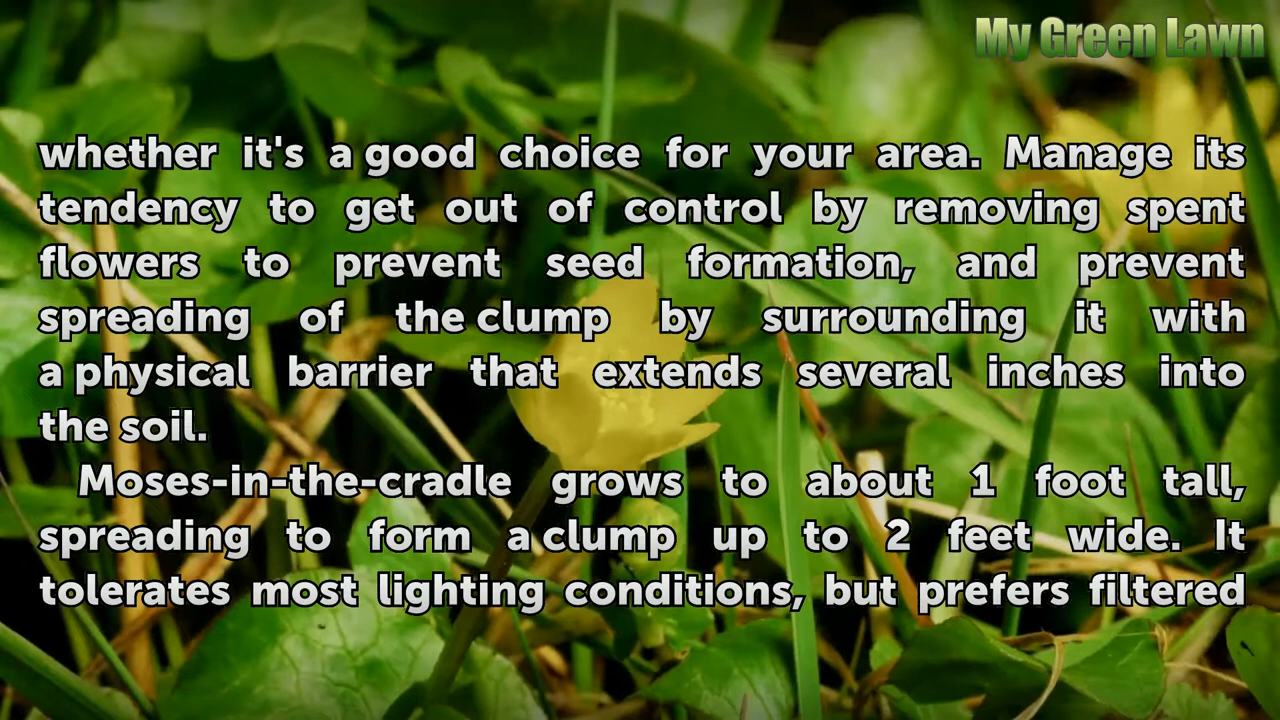 My Green Lawn
whether it's a good choice for your area. Manage its
tendency to get out of control by removing spent
flowers to prevent seed formation, and prevent
spreading of the clump by surrounding it with
a physical barrier that extends several inches into
the soil.
Moses-in-the-cradle grows to about 1 foot tall,
spreading to form a clump up to 2 feet wide. It
tolerates most lighting conditions, but prefers filtered